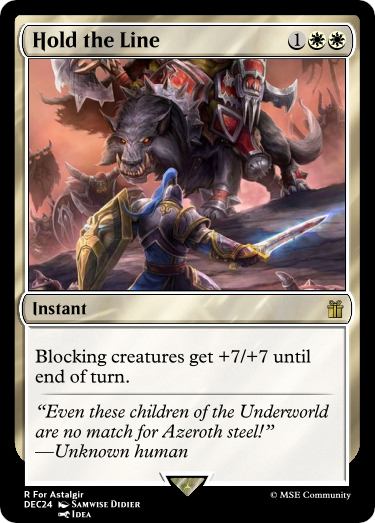 Hold the Line 1
Instant
Blocking creatures get +7/+7 until
end of turn.
“Even these children of the Underworld
are no match for Azeroth steel!”
—Unknown human
R For Astalgir
DEC24 Samwise Didier
Idea
© MSE Community